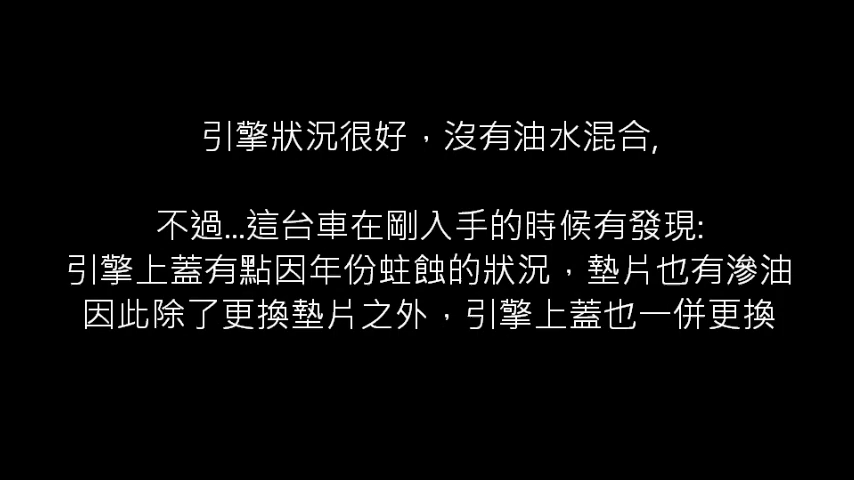 引擎狀況很好，沒有油水混合,
不過...這台車在剛入手的時候有發現:
引擎上蓋有點因年份蛀蝕的狀況，墊片也有滲油
因此除了更換墊片之外，引擎上蓋也一併更換